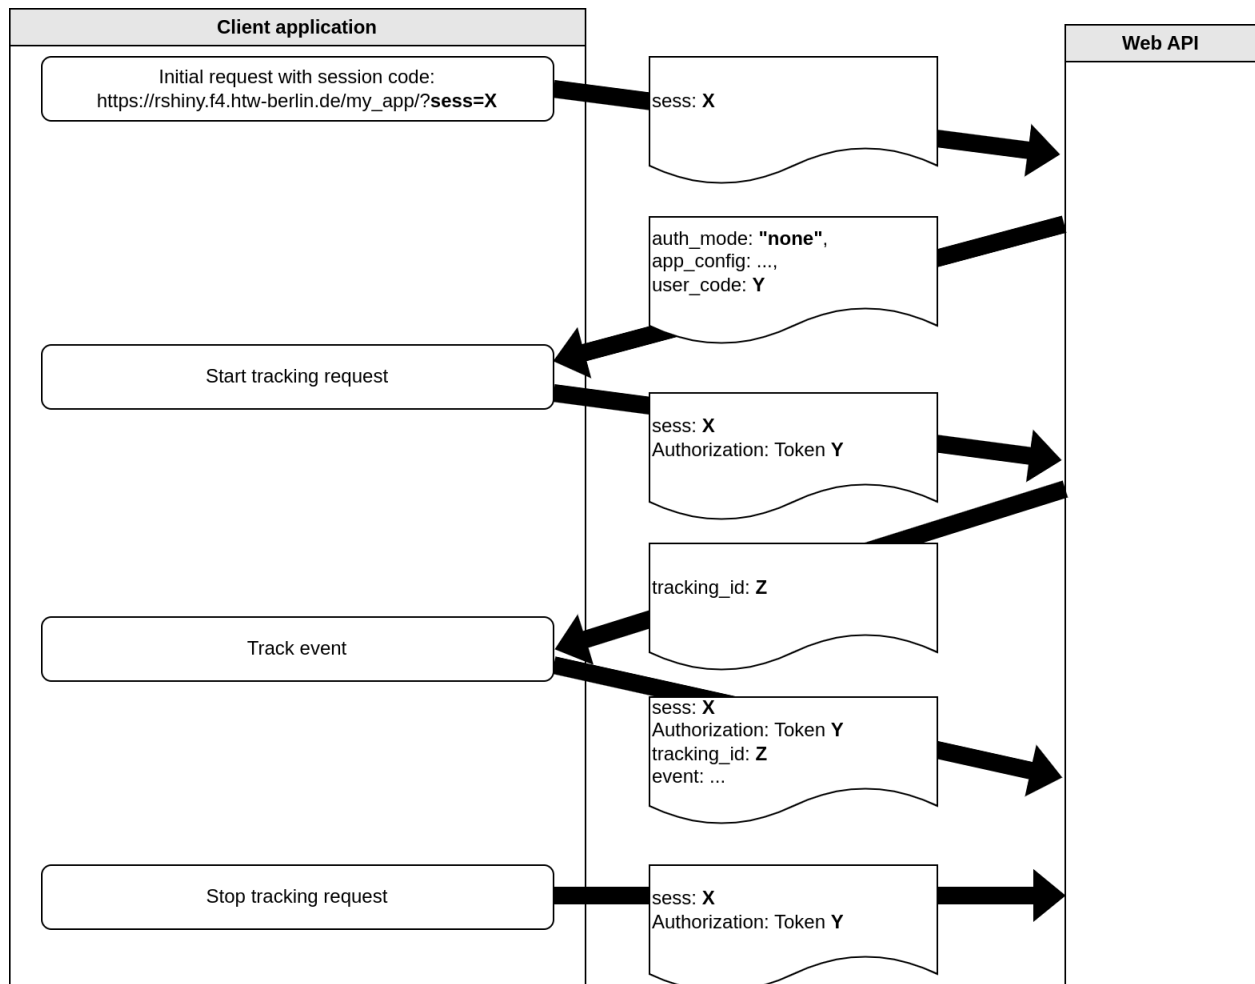 Client application
Web API
Initial request with session code:
https://rshiny.f4.htw-berlin.de/my_app/?sess=X
sess: X
auth_mode: "none",
app_config: ...,
user_code: Y
Start tracking request
sess: X
Authorization: Token Y
tracking_id: Z
Track event
sess: X
Authorization: Token Y
tracking_id: Z
event: ...
Stop tracking request
sess: X
Authorization: Token Y